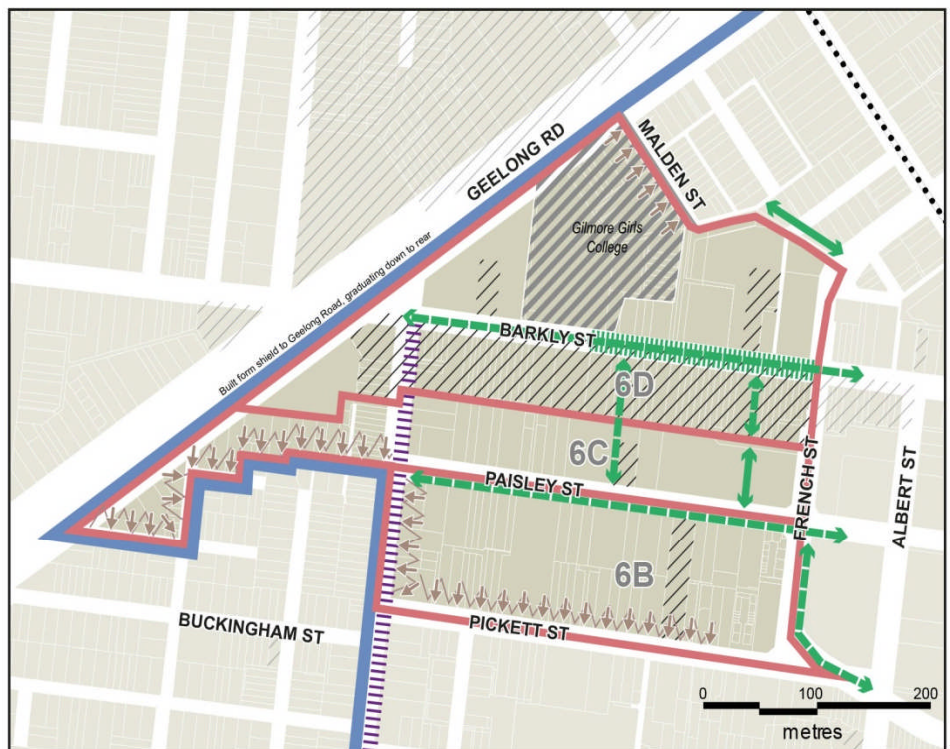 MALDEN ST
GEELONG RD
Gilmore Girls
College
Built form shield to Geelong Road, graduating down to rear
BARKLY ST
6D
6C
PAISLEY ST
FRENCH ST
ALBERT ST
6B
BUCKINGHAM ST
PICKETT ST
0 100 200
metres